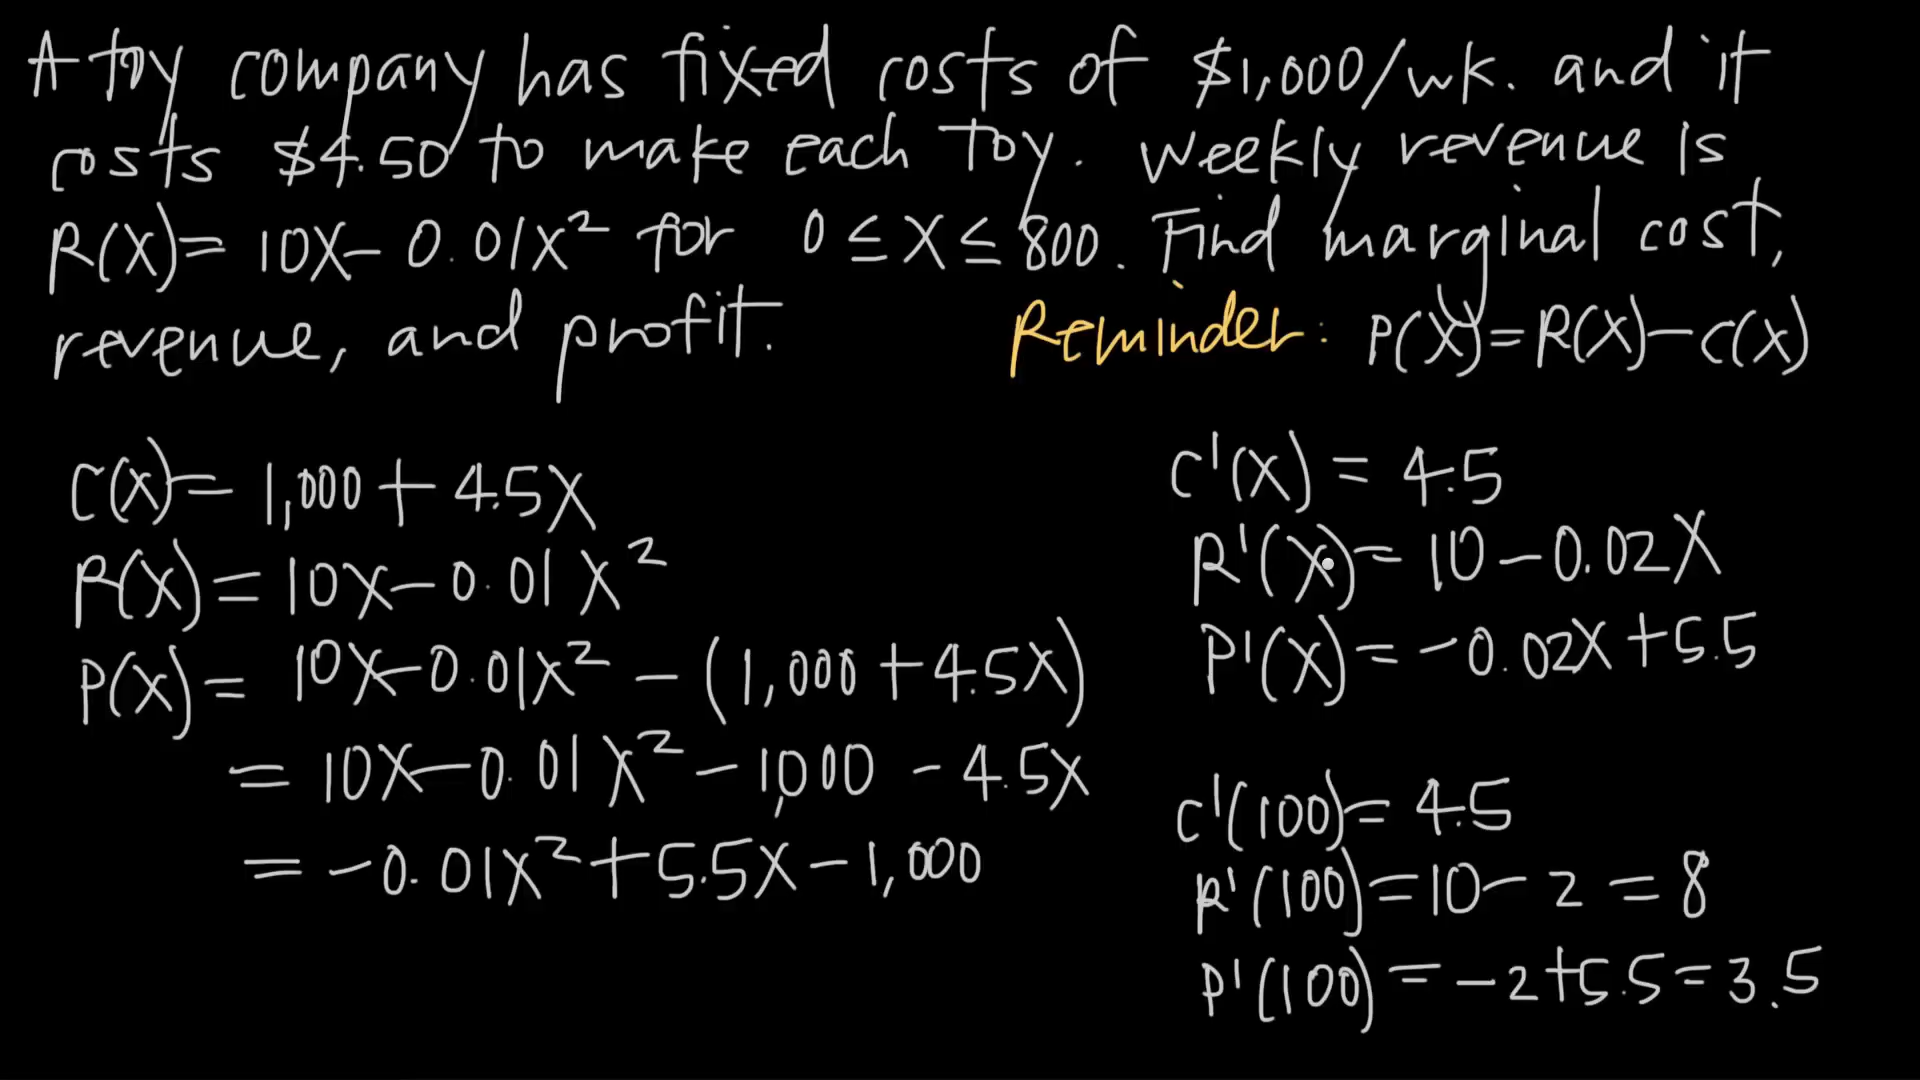 A toy company has fixed costs of $1,000/wk. and it
costs $4.50 to make each toy. Weekly revenue is
R(x)= 10x- 0.01x² for 0 ≤ x ≤ 800. Find marginal cost,
revenue, and profit. Reminder: P(x)=R(x)-C(x)
C(x)= 1,000 + 4.5x
R(x)= 10x-0.01x²
P(x)= 10x-0.01x² - (1,000 +4.5x)
= 10x-0.01x² - 1,000 - 4.5x
= -0.01x²+5.5x-1,000
C'(x) = 4.5
R'(x)= 10-0.02x
P'(x)= -0.02x+5.5
C'(100)= 4.5
R'(100)=10-2 = 8
P'(100) = -2+5.5=3.5